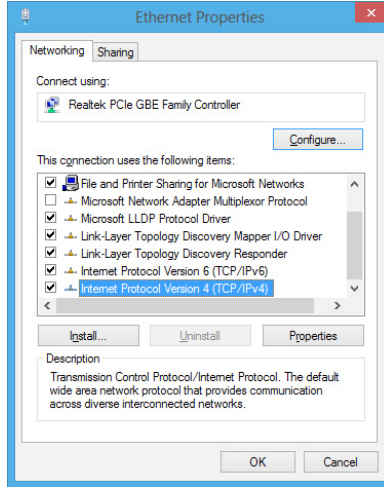 Ethernet Properties
Networking
Sharing
Connect using:
Realtek PCIe GBE Family Controller
Configure...
This connection uses the following items:
File and Printer Sharing for Microsoft Networks
Microsoft Network Adapter Multiplexor Protocol
Microsoft LLDP Protocol Driver
Link-Layer Topology Discovery Mapper I/O Driver
Link-Layer Topology Discovery Responder
Internet Protocol Version 6 (TCP/IPv6)
Internet Protocol Version 4 (TCP/IPv4)
Install...
Uninstall
Properties
Description
Transmission Control Protocol/Internet Protocol. The default
wide area network protocol that provides communication
across diverse interconnected networks.
OK
Cancel